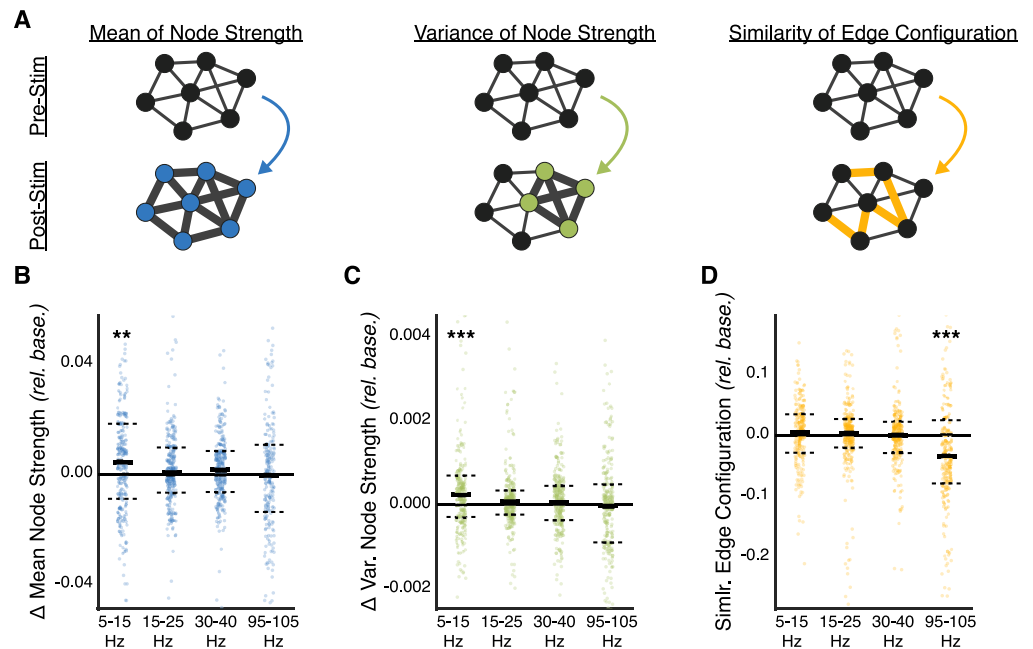 A
Mean of Node Strength
Variance of Node Strength
Similarity of Edge Configuration
Pre-Stim
Post-Stim
B
Δ Mean Node Strength (rel. base.)
**
0.04
0.00
-0.04
5-15 Hz
15-25 Hz
30-40 Hz
95-105 Hz
C
Δ Var. Node Strength (rel. base.)
***
0.004
0.002
0.000
-0.002
5-15 Hz
15-25 Hz
30-40 Hz
95-105 Hz
D
Simlr. Edge Configuration (rel. base.)
***
0.1
0.0
-0.1
-0.2
5-15 Hz
15-25 Hz
30-40 Hz
95-105 Hz